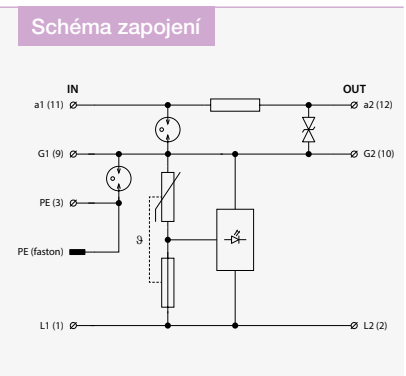 Schéma zapojení
IN OUT
a1 (11) a2 (12)
G1 (9) G2 (10)
PE (3)
PE (faston)
ϑ
L1 (1) L2 (2)